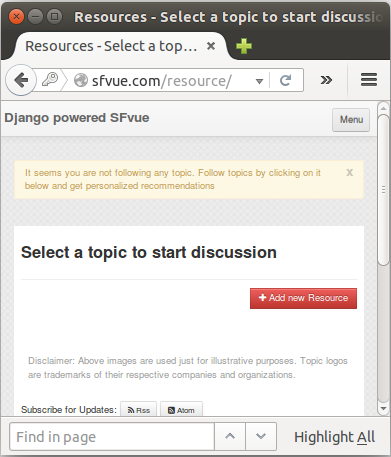 Resources - Select a topic to start discussio
Resources - Select a top...
sfvue.com/resource/
Django powered SFvue
Menu
It seems you are not following any topic. Follow topics by clicking on it
below and get personalized recommendations
x
Select a topic to start discussion
Add new Resource
Disclaimer: Above images are used just for illustrative purposes. Topic logos
are trademarks of their respective companies and organizations.
Subscribe for Updates: Rss Atom
Find in page
Highlight All